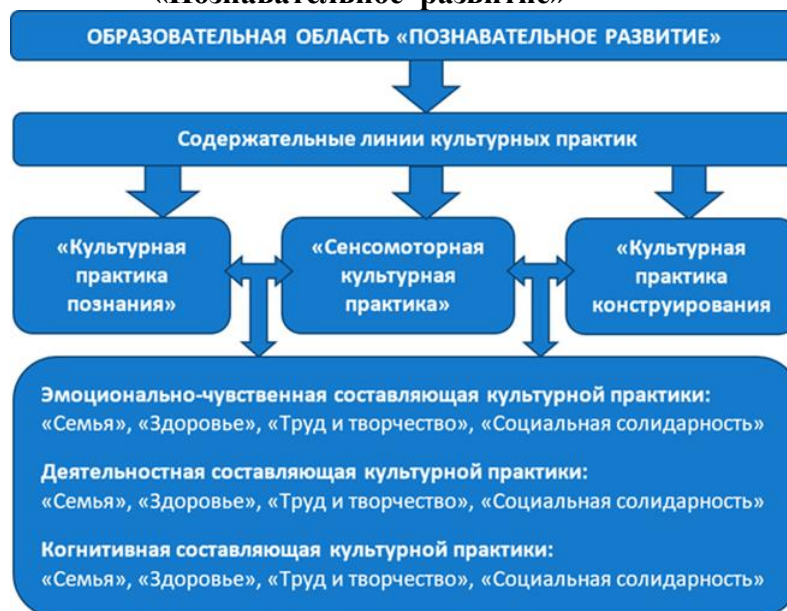 «Познавательное развитие»
ОБРАЗОВАТЕЛЬНАЯ ОБЛАСТЬ «ПОЗНАВАТЕЛЬНОЕ РАЗВИТИЕ»
Содержательные линии культурных практик
«Культурная
практика
познания»
«Сенсомоторная
культурная
практика»
«Культурная
практика
конструирования
Эмоционально-чувственная составляющая культурной практики:
«Семья», «Здоровье», «Труд и творчество», «Социальная солидарность»
Деятельностная составляющая культурной практики:
«Семья», «Здоровье», «Труд и творчество», «Социальная солидарность»
Когнитивная составляющая культурной практики:
«Семья», «Здоровье», «Труд и творчество», «Социальная солидарность»